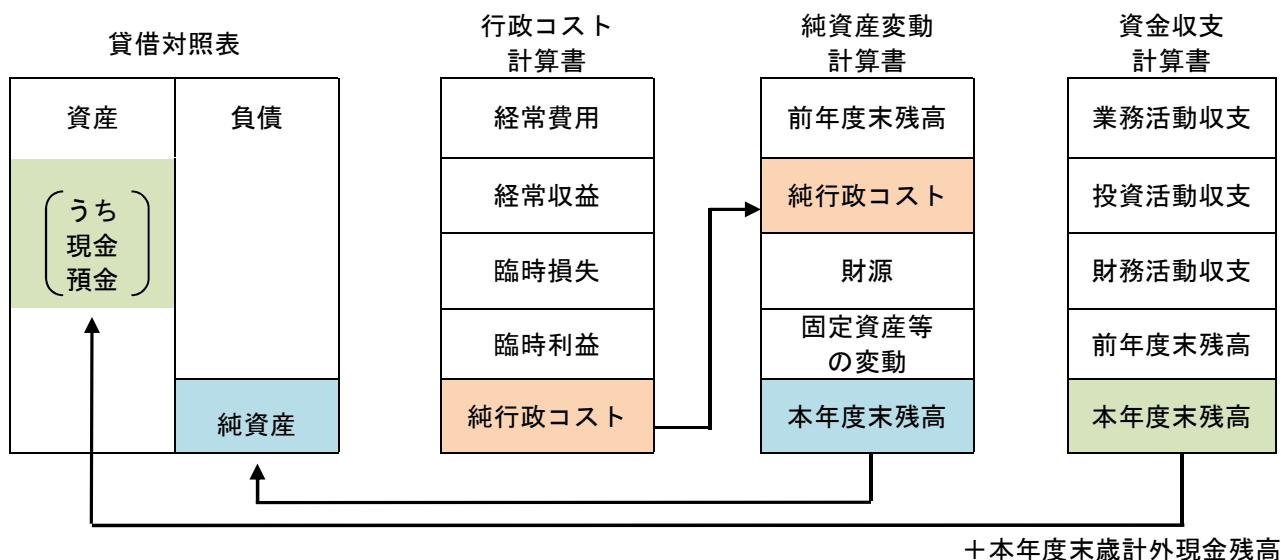 貸借対照表
資産
負債
うち
現金
預金
純資産
行政コスト
計算書
経常費用
経常収益
臨時損失
臨時利益
純行政コスト
純資産変動
計算書
前年度末残高
純行政コスト
財源
固定資産等
の変動
本年度末残高
資金収支
計算書
業務活動収支
投資活動収支
財務活動収支
前年度末残高
本年度末残高
＋本年度末歳計外現金残高